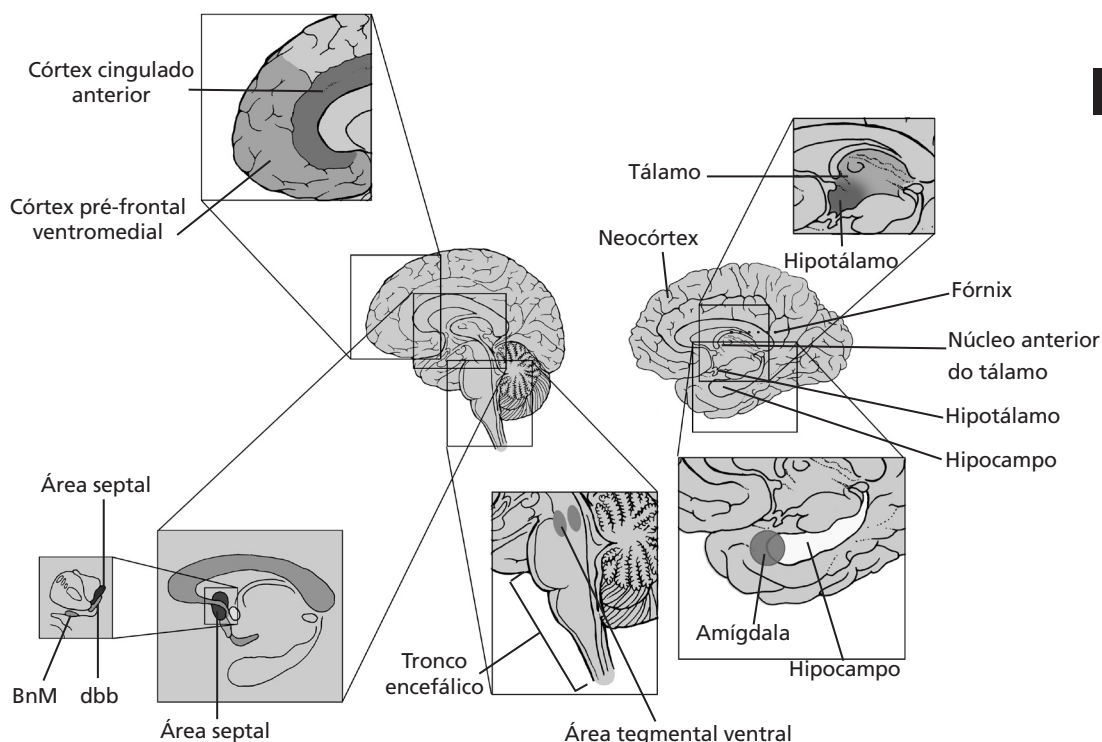 Córtex cingulado
anterior
Córtex pré-frontal
ventromedial
Tálamo
Hipotálamo
Neocórtex
Fórnix
Núcleo anterior
do tálamo
Hipotálamo
Hipocampo
Área septal
BnM
dbb
Área septal
Tronco
encefálico
Área tegmental ventral
Amígdala
Hipocampo